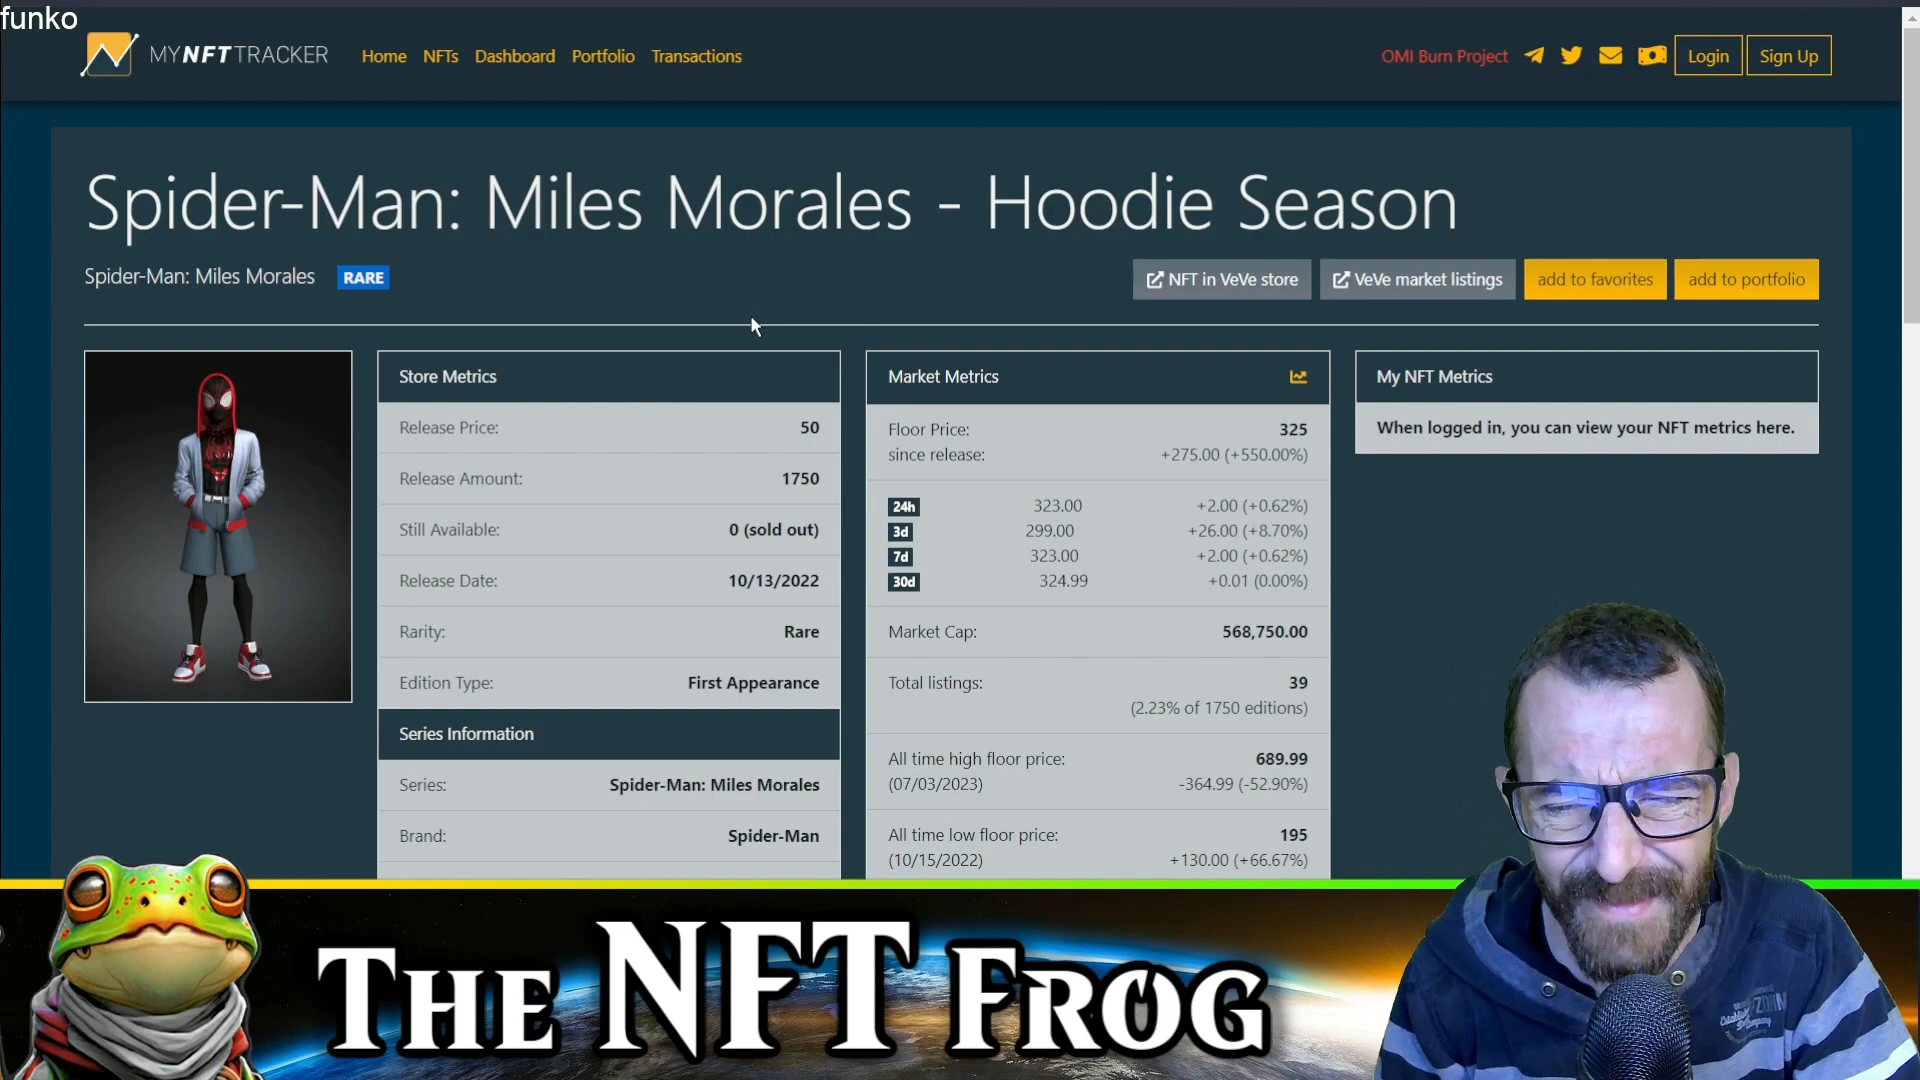 funko
MYNFTTRACKER
Home NFTs Dashboard Portfolio Transactions
OMI Burn Project
Login Sign Up
Spider-Man: Miles Morales - Hoodie Season
Spider-Man: Miles Morales RARE
NFT in VeVe store VeVe market listings add to favorites add to portfolio
Store Metrics
Release Price: 50
Release Amount: 1750
Still Available: 0 (sold out)
Release Date: 10/13/2022
Rarity: Rare
Edition Type: First Appearance
Series Information
Series: Spider-Man: Miles Morales
Brand: Spider-Man
Market Metrics
Floor Price: 325
since release: +275.00 (+550.00%)
24h 323.00 +2.00 (+0.62%)
3d 299.00 +26.00 (+8.70%)
7d 323.00 +2.00 (+0.62%)
30d 324.99 +0.01 (0.00%)
Market Cap: 568,750.00
Total listings: 39
(2.23% of 1750 editions)
All time high floor price: 689.99
(07/03/2023) -364.99 (-52.90%)
All time low floor price: 195
(10/15/2022) +130.00 (+66.67%)
My NFT Metrics
When logged in, you can view your NFT metrics here.
THE NFT FROG